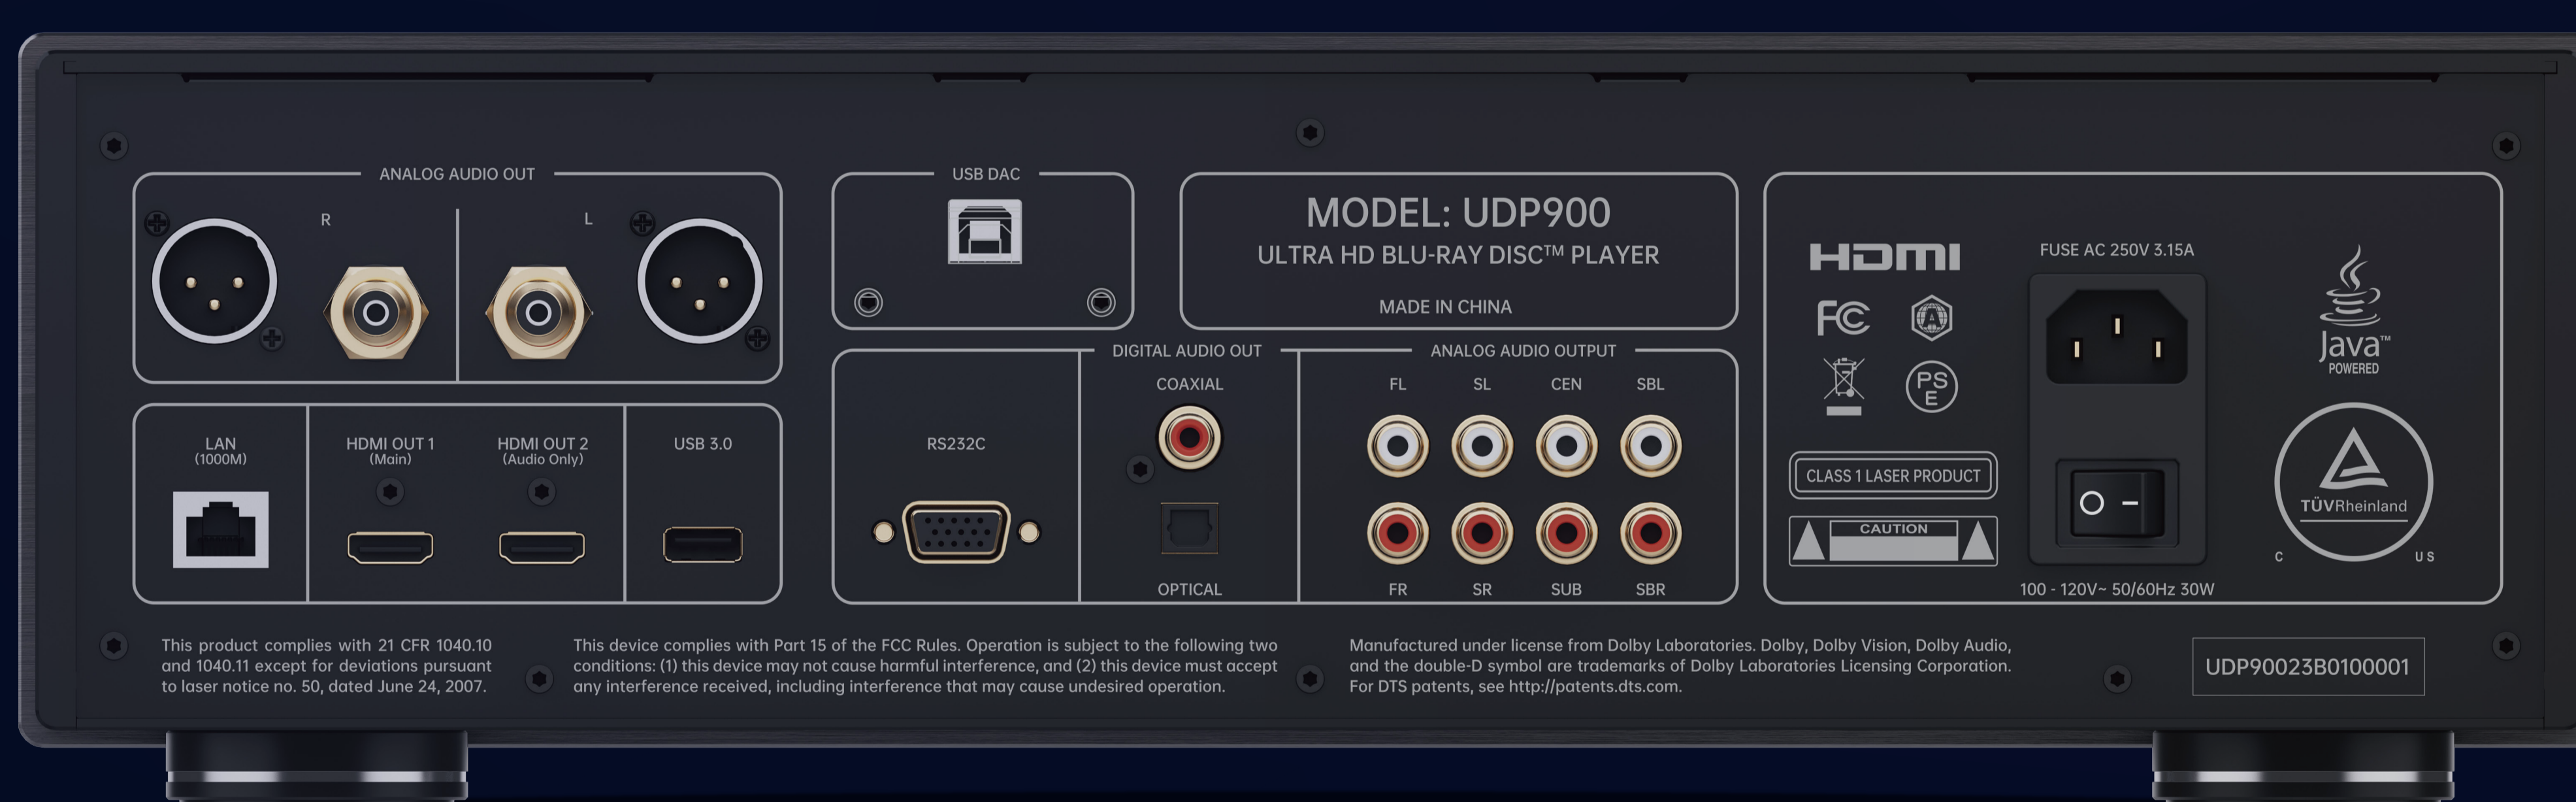 ANALOG AUDIO OUT
R
L
USB DAC
MODEL: UDP900
ULTRA HD BLU-RAY DISC™ PLAYER
MADE IN CHINA
HDMI
FC
A
PS
E
CLASS 1 LASER PRODUCT
CAUTION
FUSE AC 250V 3.15A
100 - 120V~ 50/60Hz 30W
Java™
POWERED
TÜVRheinland
C US
LAN
(1000M)
HDMI OUT 1
(Main)
HDMI OUT 2
(Audio Only)
USB 3.0
RS232C
DIGITAL AUDIO OUT
COAXIAL
OPTICAL
ANALOG AUDIO OUTPUT
FL SL CEN SBL
FR SR SUB SBR
This product complies with 21 CFR 1040.10
and 1040.11 except for deviations pursuant
to laser notice no. 50, dated June 24, 2007.
This device complies with Part 15 of the FCC Rules. Operation is subject to the following two
conditions: (1) this device may not cause harmful interference, and (2) this device must accept
any interference received, including interference that may cause undesired operation.
Manufactured under license from Dolby Laboratories. Dolby, Dolby Vision, Dolby Audio,
and the double-D symbol are trademarks of Dolby Laboratories Licensing Corporation.
For DTS patents, see http://patents.dts.com.
UDP90023B0100001